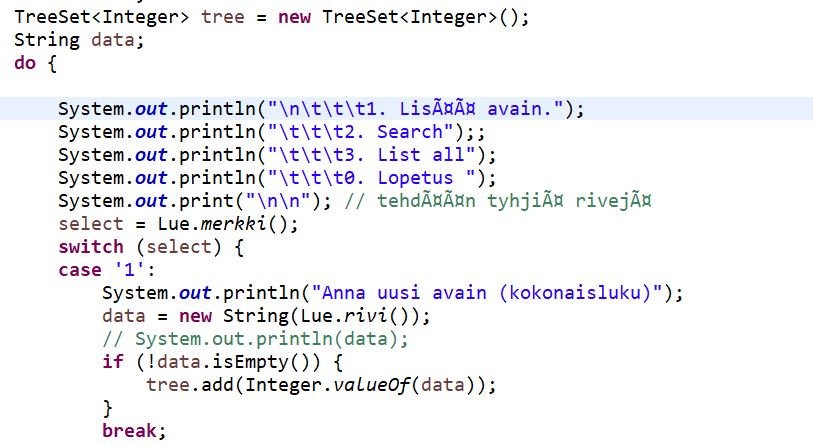 TreeSet<Integer> tree = new TreeSet<Integer>();
String data;
do {
System.out.println("\n\t\t\t1. LisÃ¤Ã¤ avain.");
System.out.println("\t\t\t2. Search");;
System.out.println("\t\t\t3. List all");
System.out.println("\t\t\t0. Lopetus ");
System.out.print("\n\n"); // tehdÃ¤Ã¤n tyhjiÃ¤ rivejÃ¤
select = Lue.merkki();
switch (select) {
case '1':
System.out.println("Anna uusi avain (kokonaisluku)");
data = new String(Lue.rivi());
// System.out.println(data);
if (!data.isEmpty()) {
tree.add(Integer.valueOf(data));
}
break;